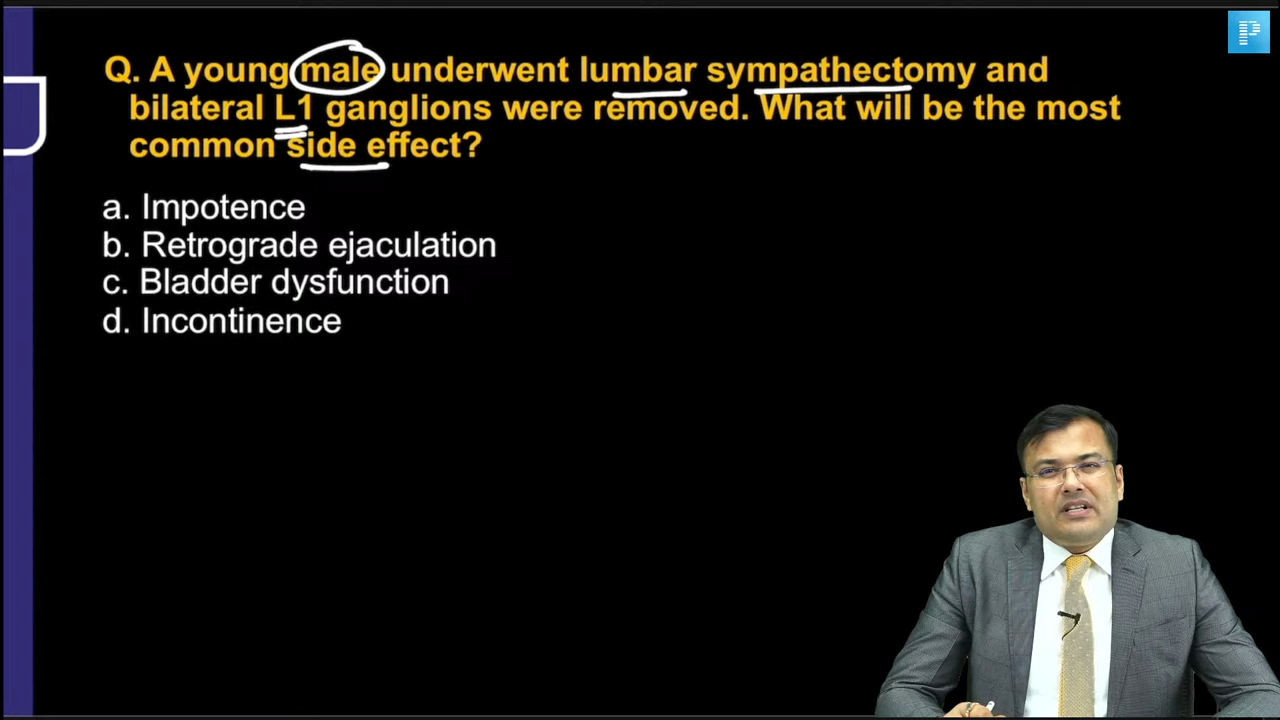 Q. A young male underwent lumbar sympathectomy and
bilateral L1 ganglions were removed. What will be the most
common side effect?
a. Impotence
b. Retrograde ejaculation
c. Bladder dysfunction
d. Incontinence
P